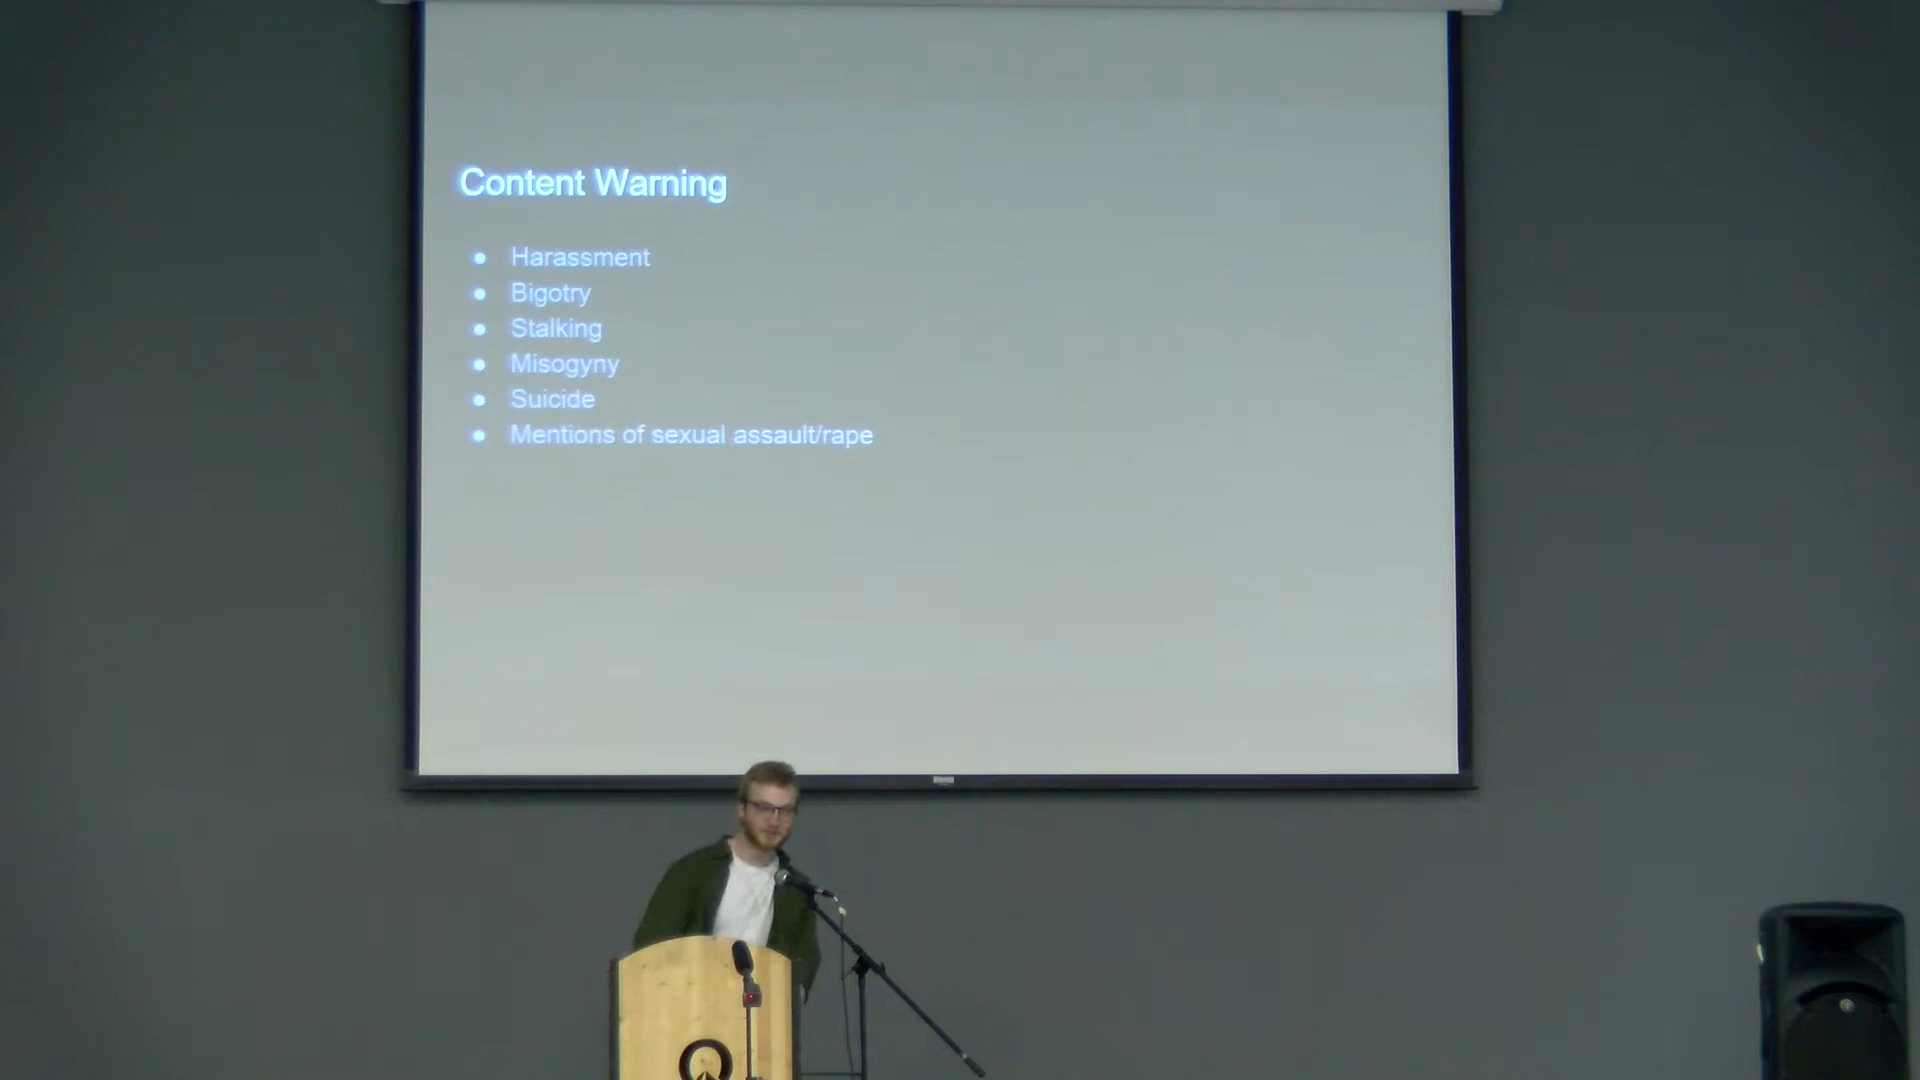 Content Warning
● Harassment
● Bigotry
● Stalking
● Misogyny
● Suicide
● Mentions of sexual assault/rape